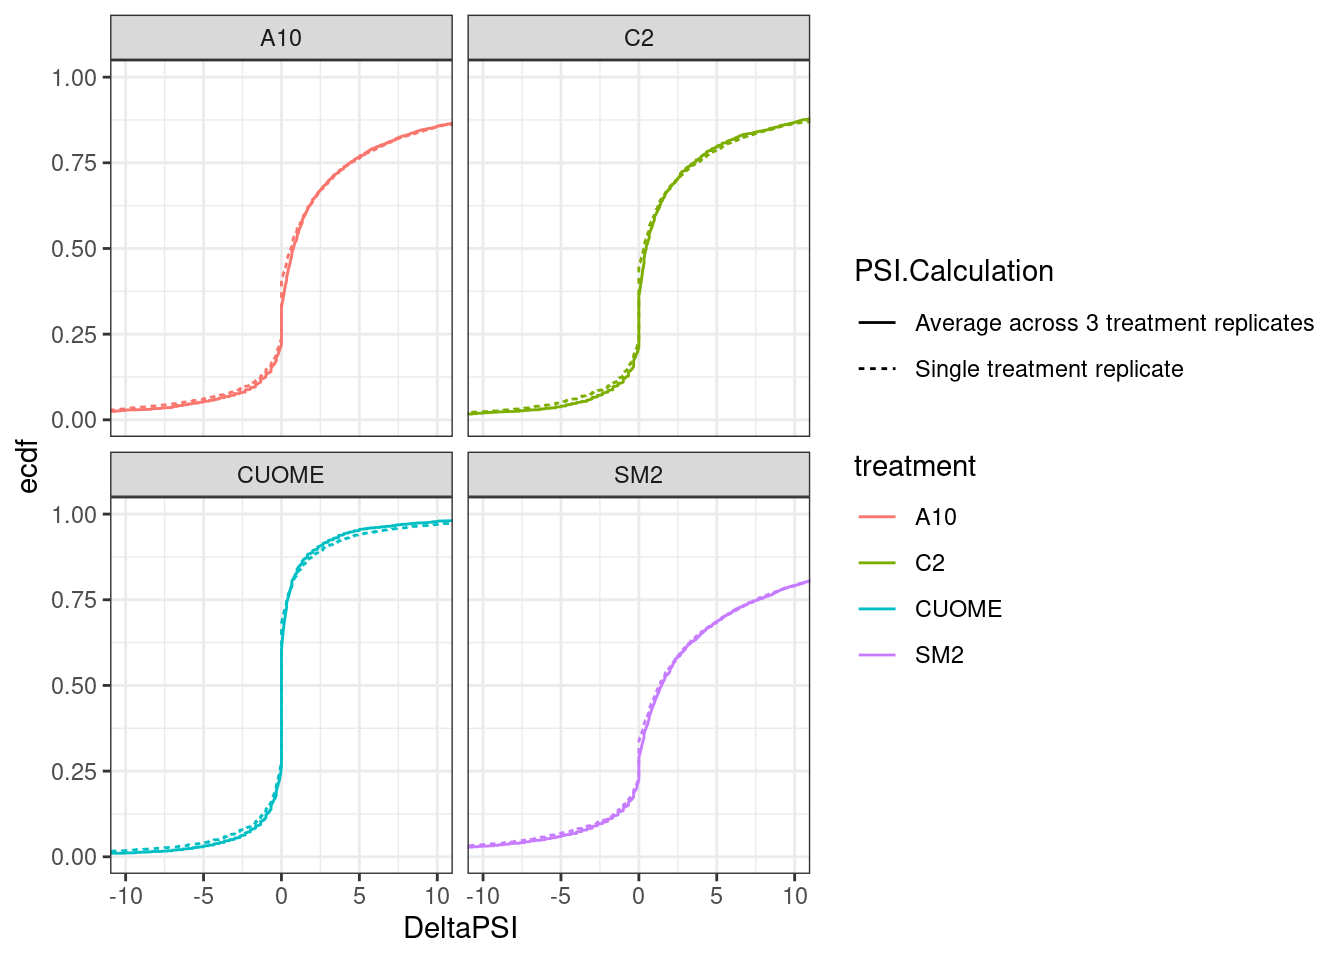 A10
C2
1.00
0.75
0.50
0.25
0.00
CUOME
SM2
1.00
0.75
0.50
0.25
0.00
-10
-5
0
5
10
-10
-5
0
5
10
DeltaPSI
ecdf
PSI.Calculation
Average across 3 treatment replicates
Single treatment replicate
treatment
A10
C2
CUOME
SM2